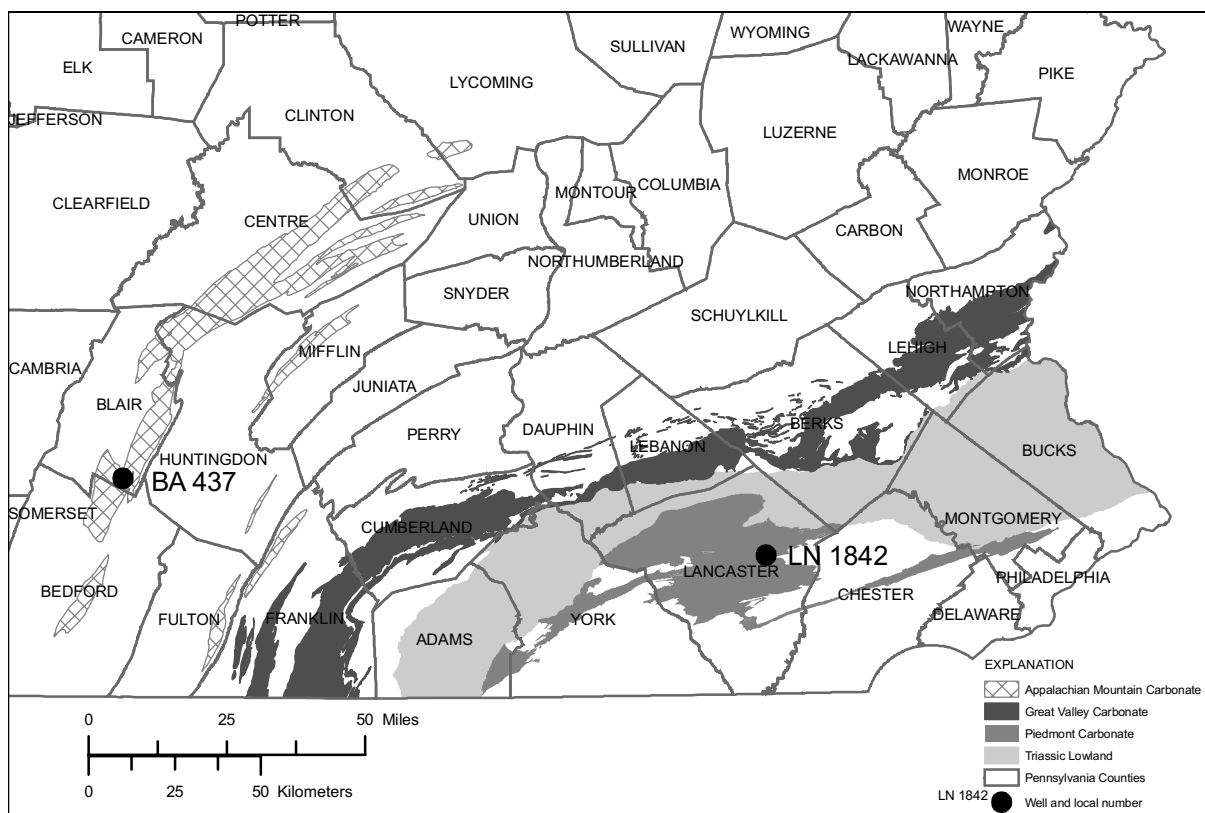 POTTER
CAMERON
SULLIVAN
WYOMING
WAYNE
LACKAWANNA
ELK
PIKE
LYCOMING
CLINTON
JEFFERSON
LUZERNE
MONROE
MONTOUR
COLUMBIA
CLEARFIELD
CENTRE
UNION
CARBON
NORTHUMBERLAND
SNYDER
NORTHAMPTON
SCHUYLKILL
LEHIGH
MIFFLIN
CAMBRIA
JUNIATA
BLAIR
PERRY
DAUPHIN
BERKS
LEBANON
BUCKS
HUNTINGDON
BA 437
SOMERSET
CUMBERLAND
MONTGOMERY
LN 1842
LANCASTER
PHILADELPHIA
BEDFORD
CHESTER
FULTON
FRANKLIN
YORK
DELAWARE
ADAMS
EXPLANATION
Appalachian Mountain Carbonate
Great Valley Carbonate
Piedmont Carbonate
Triassic Lowland
Pennsylvania Counties
LN 1842 Well and local number
0 25 50 Miles
0 25 50 Kilometers